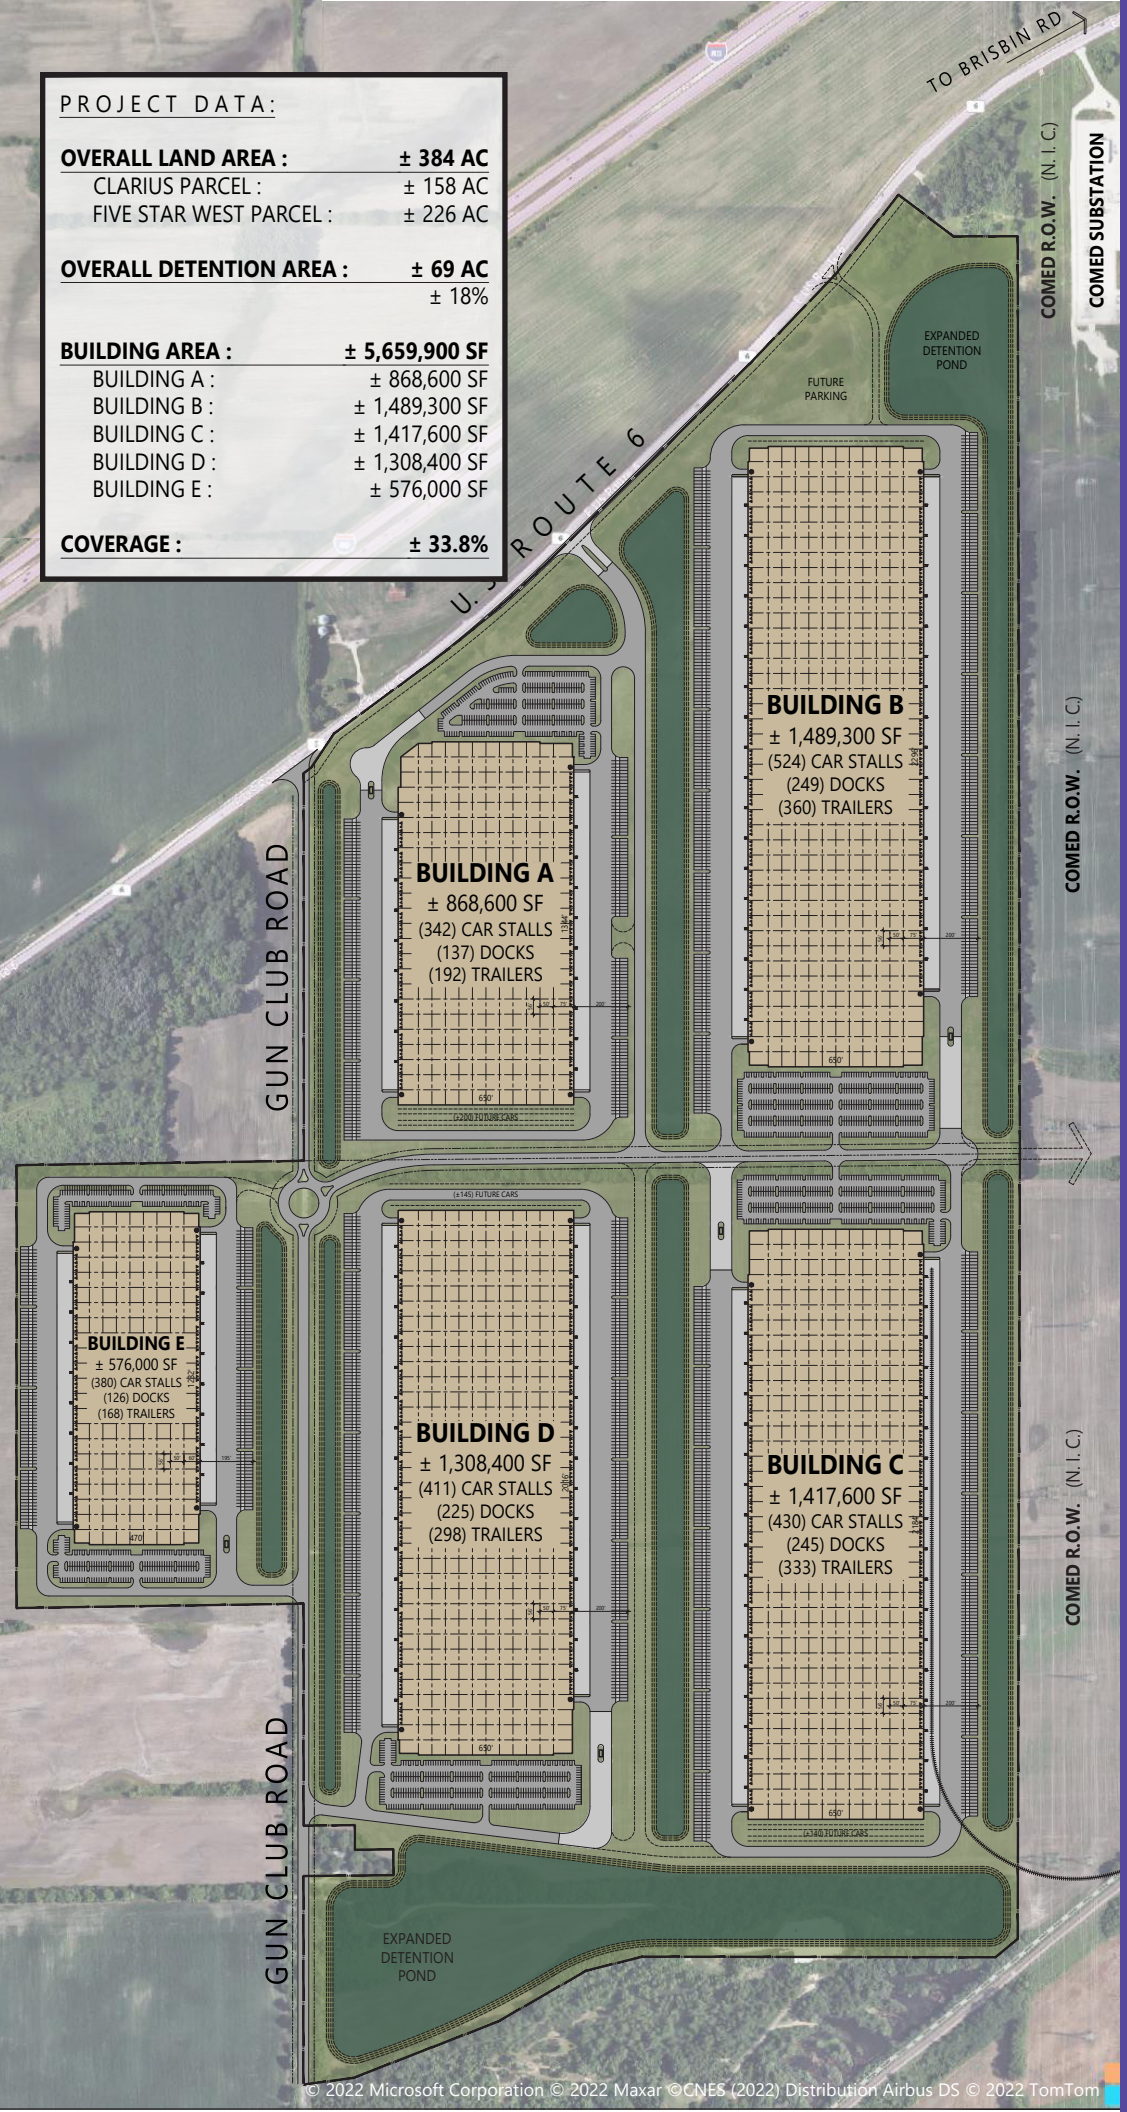 TO BRISBIN RD
PROJECT DATA:
OVERALL LAND AREA : ± 384 AC
CLARIUS PARCEL : ± 158 AC
FIVE STAR WEST PARCEL : ± 226 AC
OVERALL DETENTION AREA : ± 69 AC
± 18%
BUILDING AREA : ± 5,659,900 SF
BUILDING A : ± 868,600 SF
BUILDING B : ± 1,489,300 SF
BUILDING C : ± 1,417,600 SF
BUILDING D : ± 1,308,400 SF
BUILDING E : ± 576,000 SF
COVERAGE : ± 33.8%
COMED R.O.W. (N. I. C.)
COMED SUBSTATION
EXPANDED
DETENTION
POND
FUTURE
PARKING
U. S ROUTE 6
BUILDING B
± 1,489,300 SF
(524) CAR STALLS
(249) DOCKS
(360) TRAILERS
650'
COMED R.O.W. (N. I. C.)
BUILDING A
± 868,600 SF
(342) CAR STALLS
(137) DOCKS
(192) TRAILERS
650'
(±200) FUTURE CARS
GUN CLUB ROAD
(±145) FUTURE CARS
BUILDING E
± 576,000 SF
(380) CAR STALLS
(126) DOCKS
(168) TRAILERS
470'
BUILDING D
± 1,308,400 SF
(411) CAR STALLS
(225) DOCKS
(298) TRAILERS
650'
BUILDING C
± 1,417,600 SF
(430) CAR STALLS
(245) DOCKS
(333) TRAILERS
650'
(±140) FUTURE CARS
COMED R.O.W. (N. I. C.)
GUN CLUB ROAD
EXPANDED
DETENTION
POND
© 2022 Microsoft Corporation © 2022 Maxar ©CNES (2022) Distribution Airbus DS © 2022 TomTom